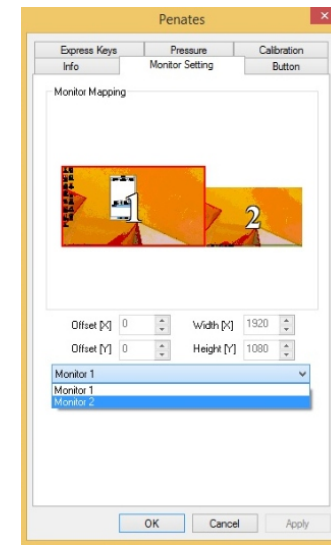 Penates
Express Keys Pressure Calibration
Info Monitor Setting Button
Monitor Mapping
1
2
Offset [X] 0 Width [X] 1920
Offset [Y] 0 Height [Y] 1080
Monitor 1
Monitor 1
Monitor 2
OK Cancel Apply